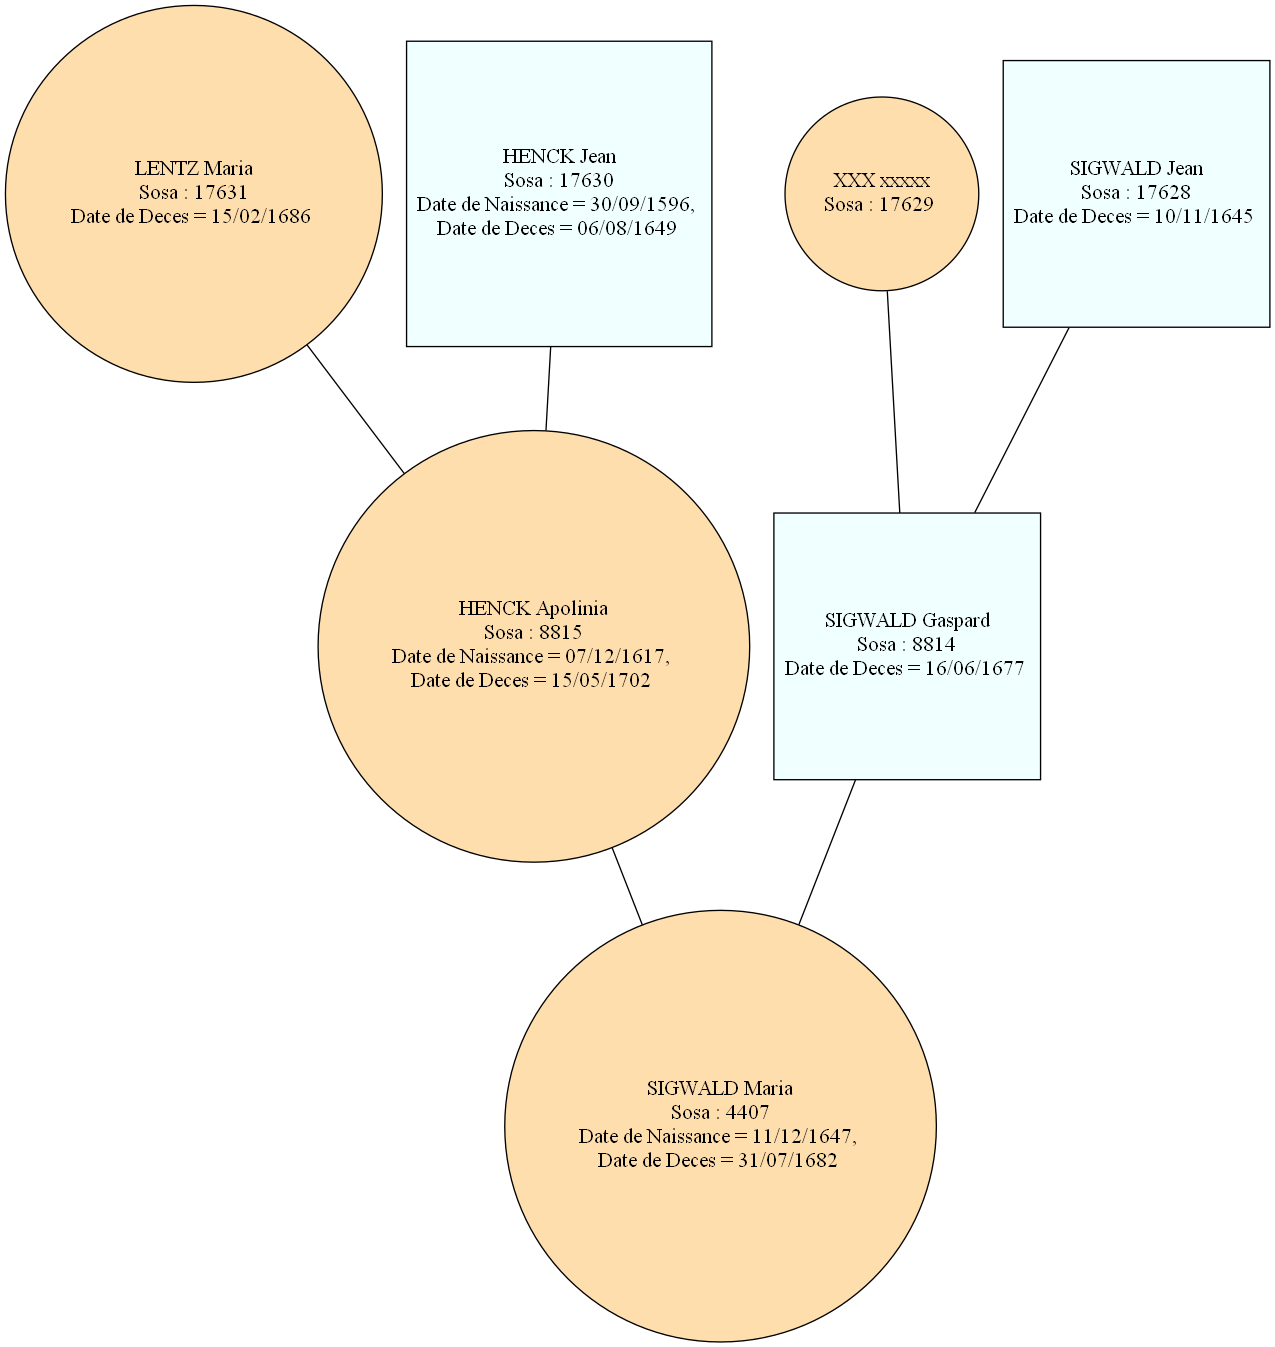 LENTZ Maria
Sosa : 17631
Date de Deces = 15/02/1686
HENCK Jean
Sosa : 17630
Date de Naissance = 30/09/1596,
Date de Deces = 06/08/1649
XXX xxxxx
Sosa : 17629
SIGWALD Jean
Sosa : 17628
Date de Deces = 10/11/1645
HENCK Apolinia
Sosa : 8815
Date de Naissance = 07/12/1617,
Date de Deces = 15/05/1702
SIGWALD Gaspard
Sosa : 8814
Date de Deces = 16/06/1677
SIGWALD Maria
Sosa : 4407
Date de Naissance = 11/12/1647,
Date de Deces = 31/07/1682